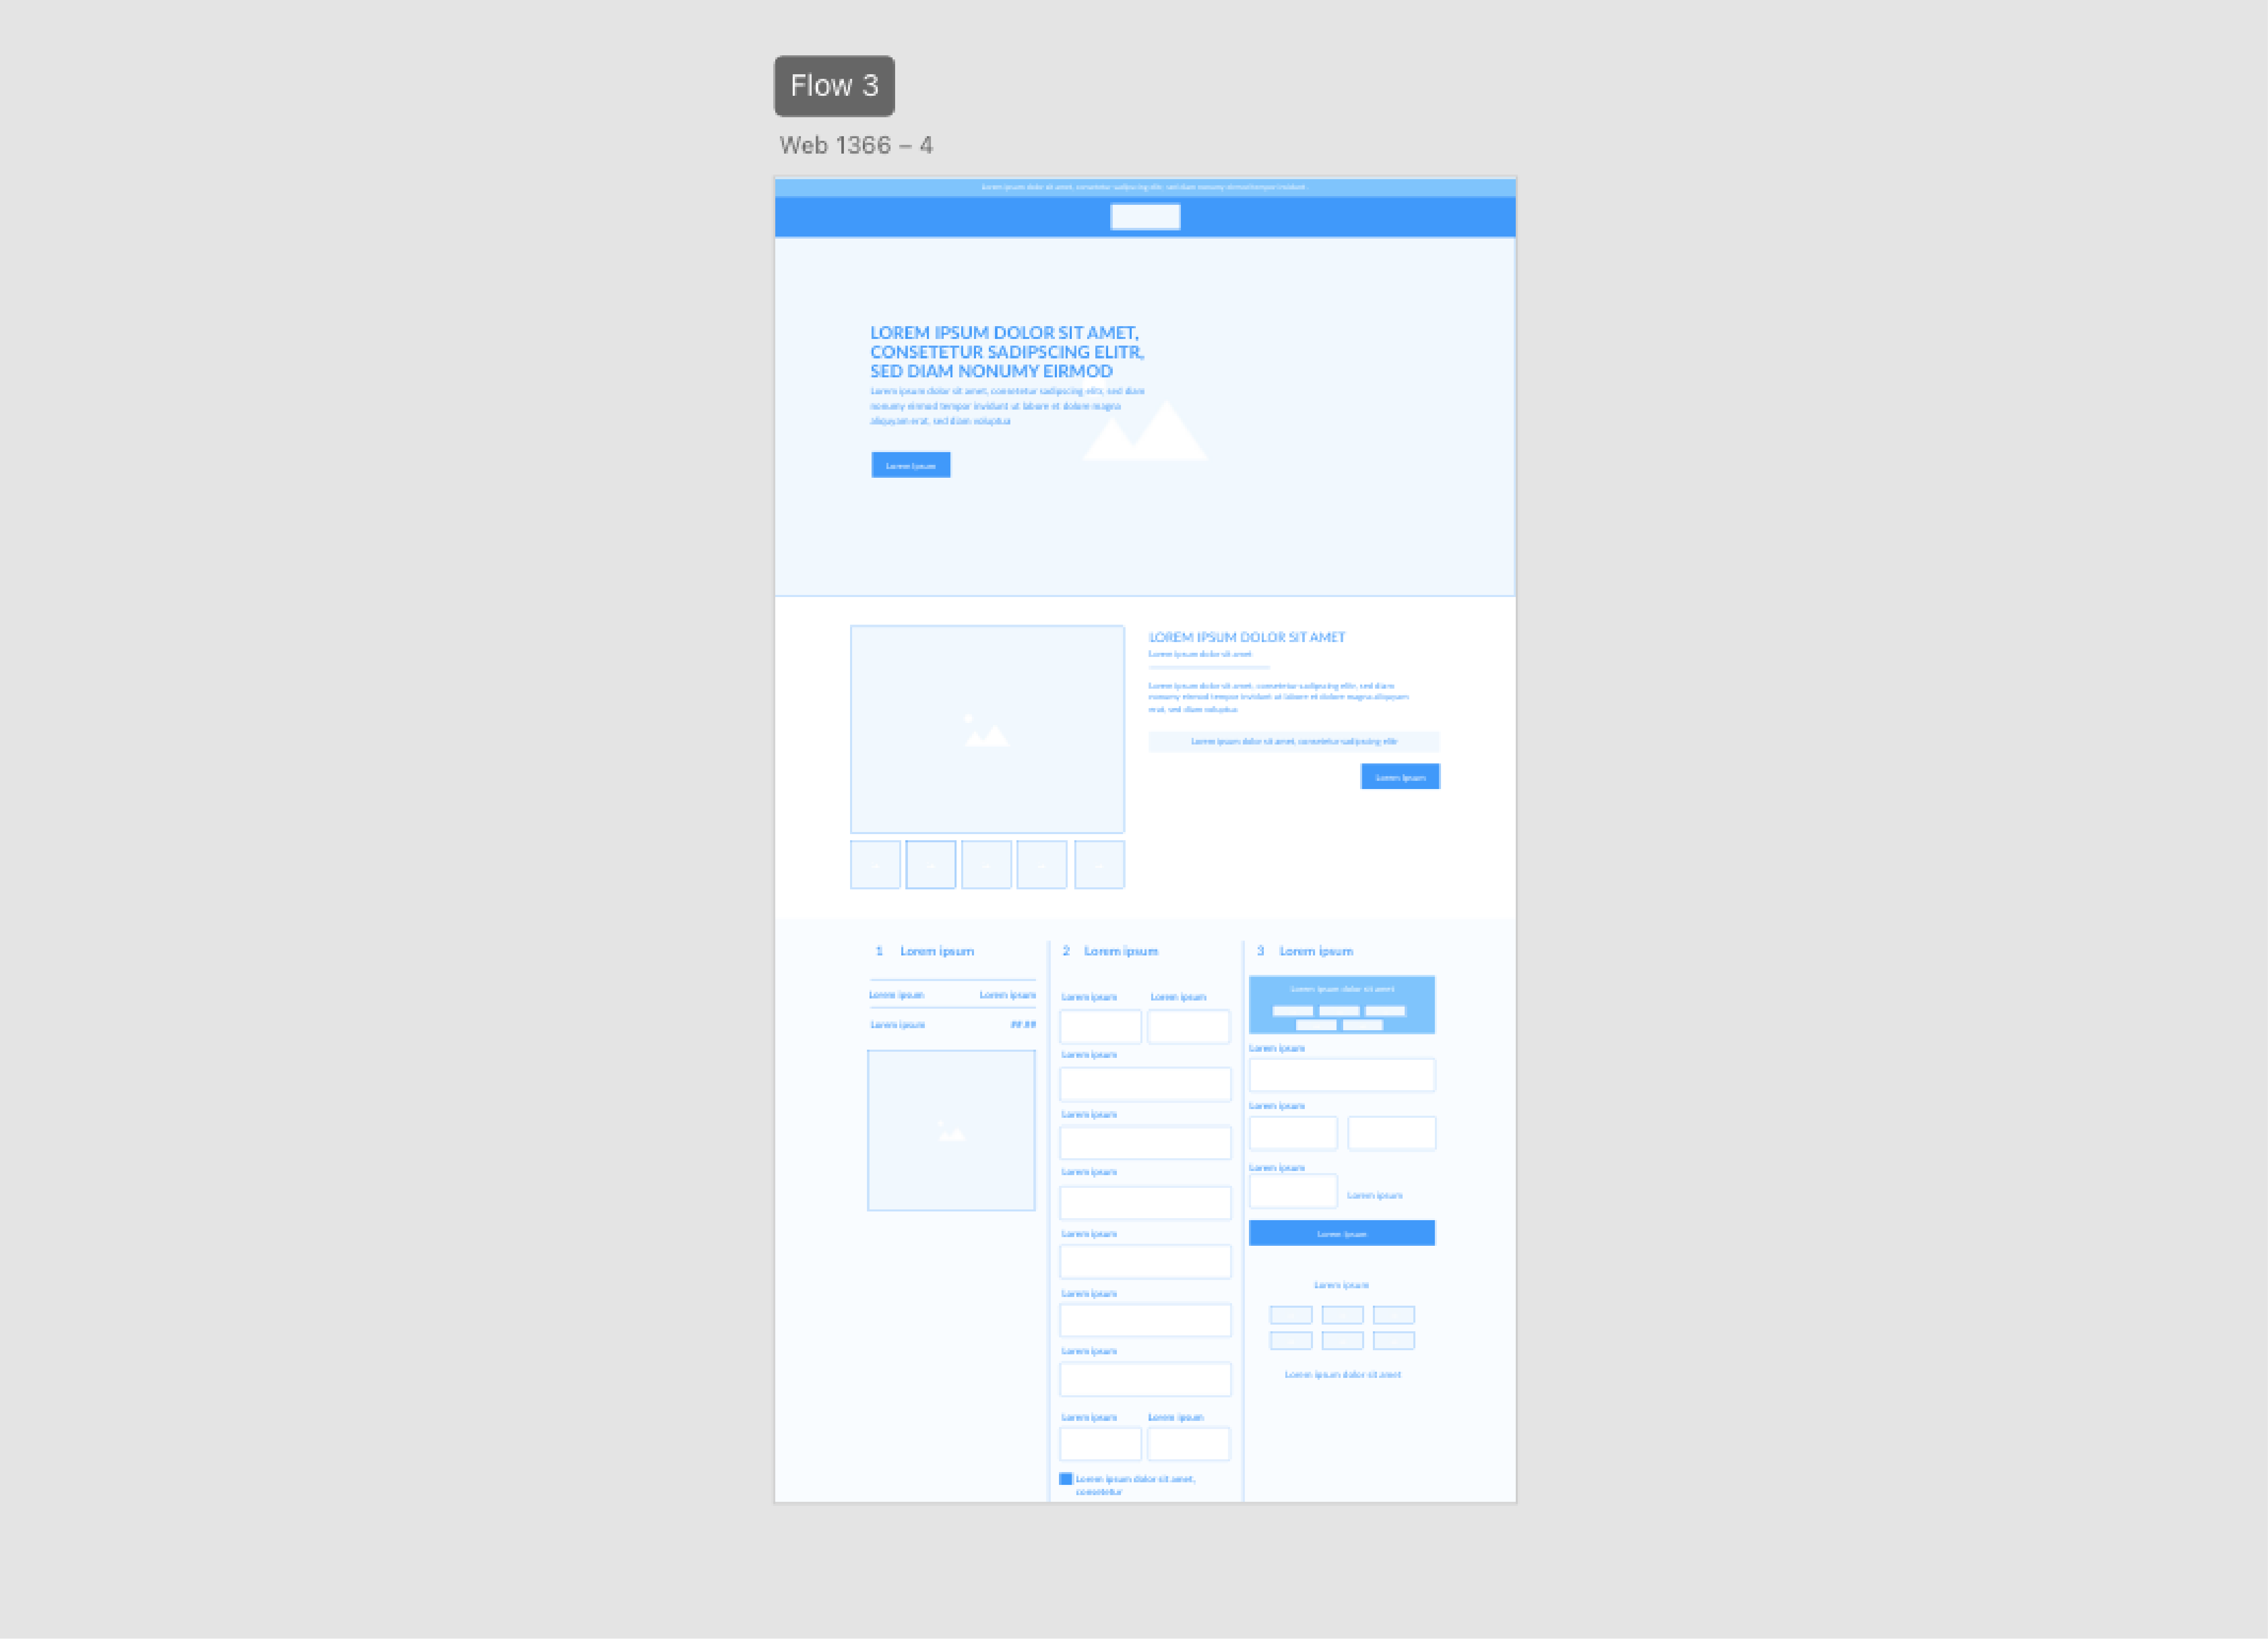 Flow 3
Web 1366 – 4
Lorem ipsum dolor sit amet, consetetur sadipscing elitr, sed diam nonumy eirmod tempor invidunt
LOREM IPSUM DOLOR SIT AMET,
CONSETETUR SADIPSCING ELITR,
SED DIAM NONUMY EIRMOD
Lorem ipsum dolor sit amet, consetetur sadipscing elitr, sed diam
nonumy eirmod tempor invidunt ut labore et dolore magna
aliquyam erat, sed diam voluptua
Lorem ipsum
LOREM IPSUM DOLOR SIT AMET
Lorem ipsum dolor sit amet
Lorem ipsum dolor sit amet, consetetur sadipscing elitr, sed diam
nonumy eirmod tempor invidunt ut labore et dolore magna aliquyam
erat, sed diam voluptua
Lorem ipsum dolor sit amet, consetetur sadipscing elitr
Lorem ipsum
1 Lorem ipsum
Lorem ipsum Lorem ipsum
Lorem ipsum ##.##
2 Lorem ipsum
Lorem ipsum Lorem ipsum
Lorem ipsum
Lorem ipsum
Lorem ipsum
Lorem ipsum
Lorem ipsum
Lorem ipsum
Lorem ipsum Lorem ipsum
Lorem ipsum dolor sit amet,
consetetur
3 Lorem ipsum
Lorem ipsum dolor sit amet
Lorem ipsum
Lorem ipsum
Lorem ipsum
Lorem ipsum
Lorem ipsum
Lorem ipsum
Lorem ipsum dolor sit amet